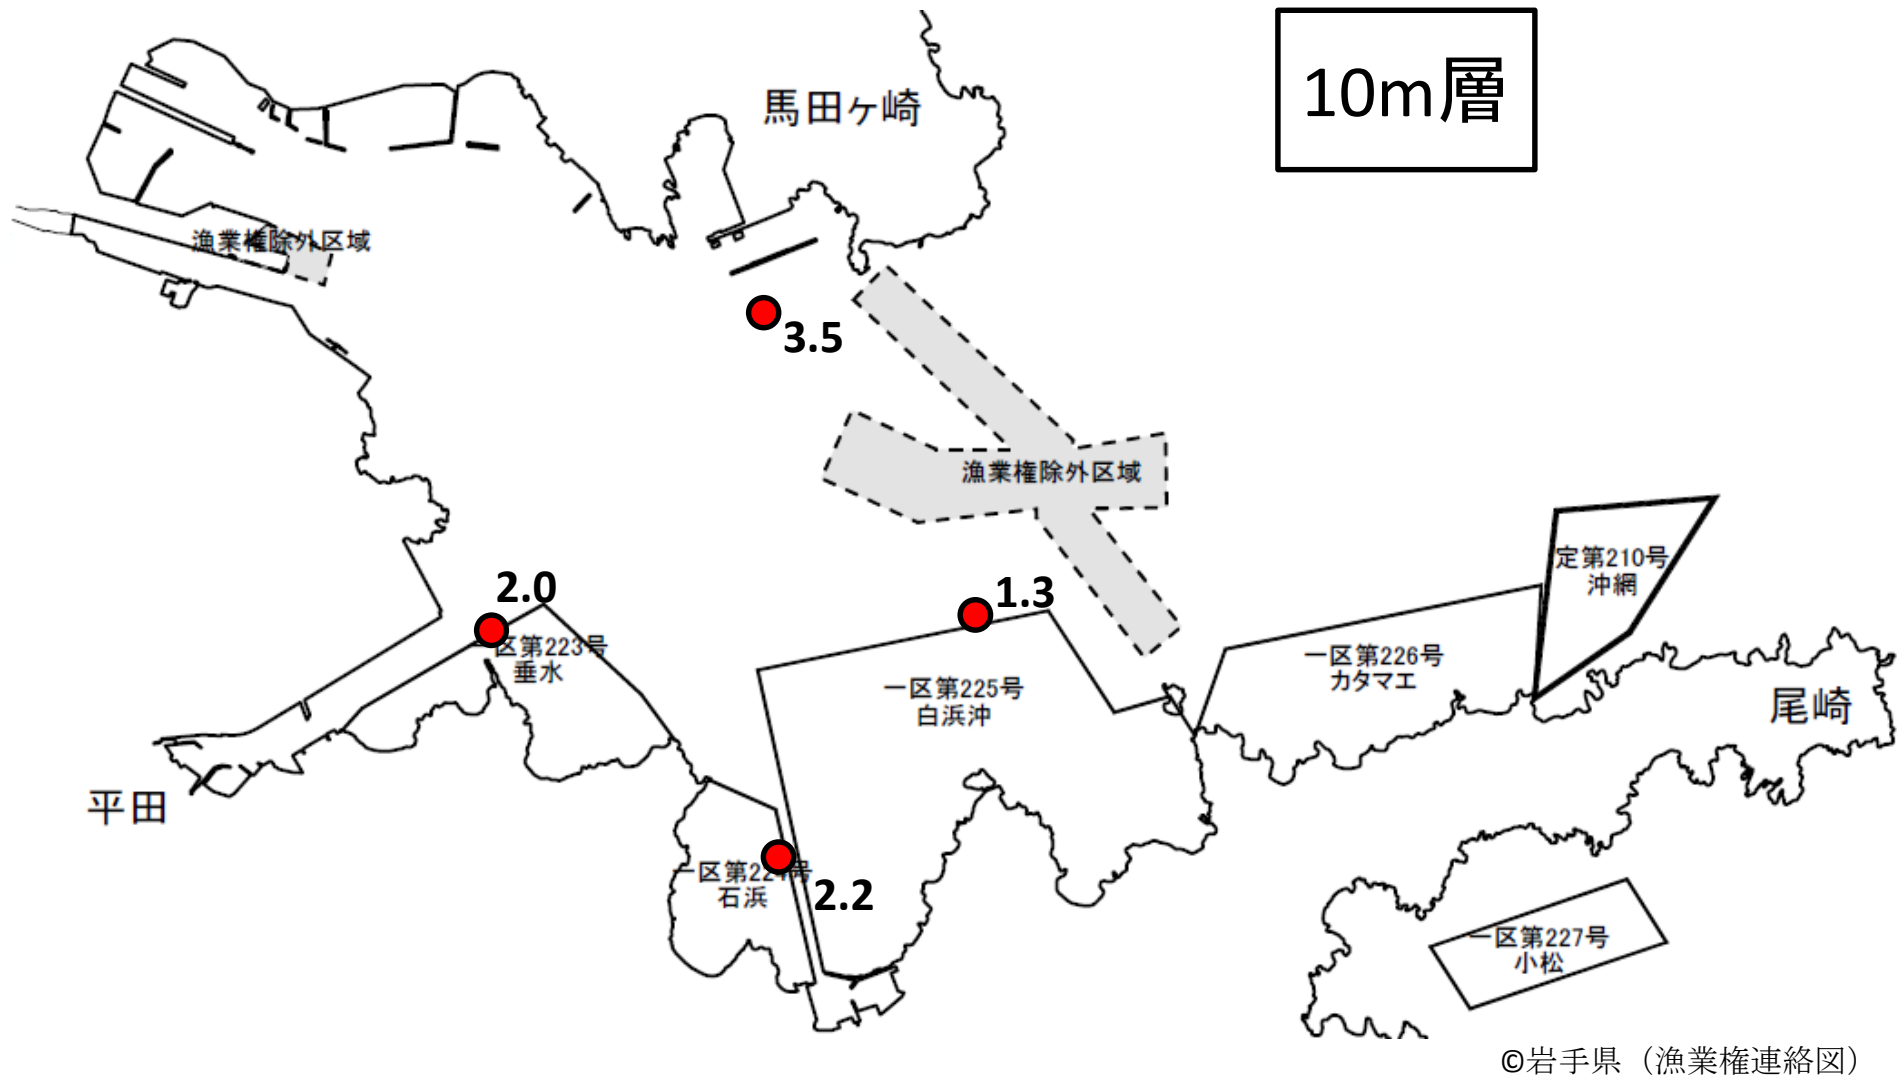 10m層
馬田ヶ崎
漁業権除外区域
3.5
漁業権除外区域
定第210号
沖網
2.0
1.3
一区第223号
垂水
一区第225号
白浜沖
一区第226号
カタマエ
尾崎
平田
一区第224号
石浜
2.2
一区第227号
小松
©岩手県（漁業権連絡図）